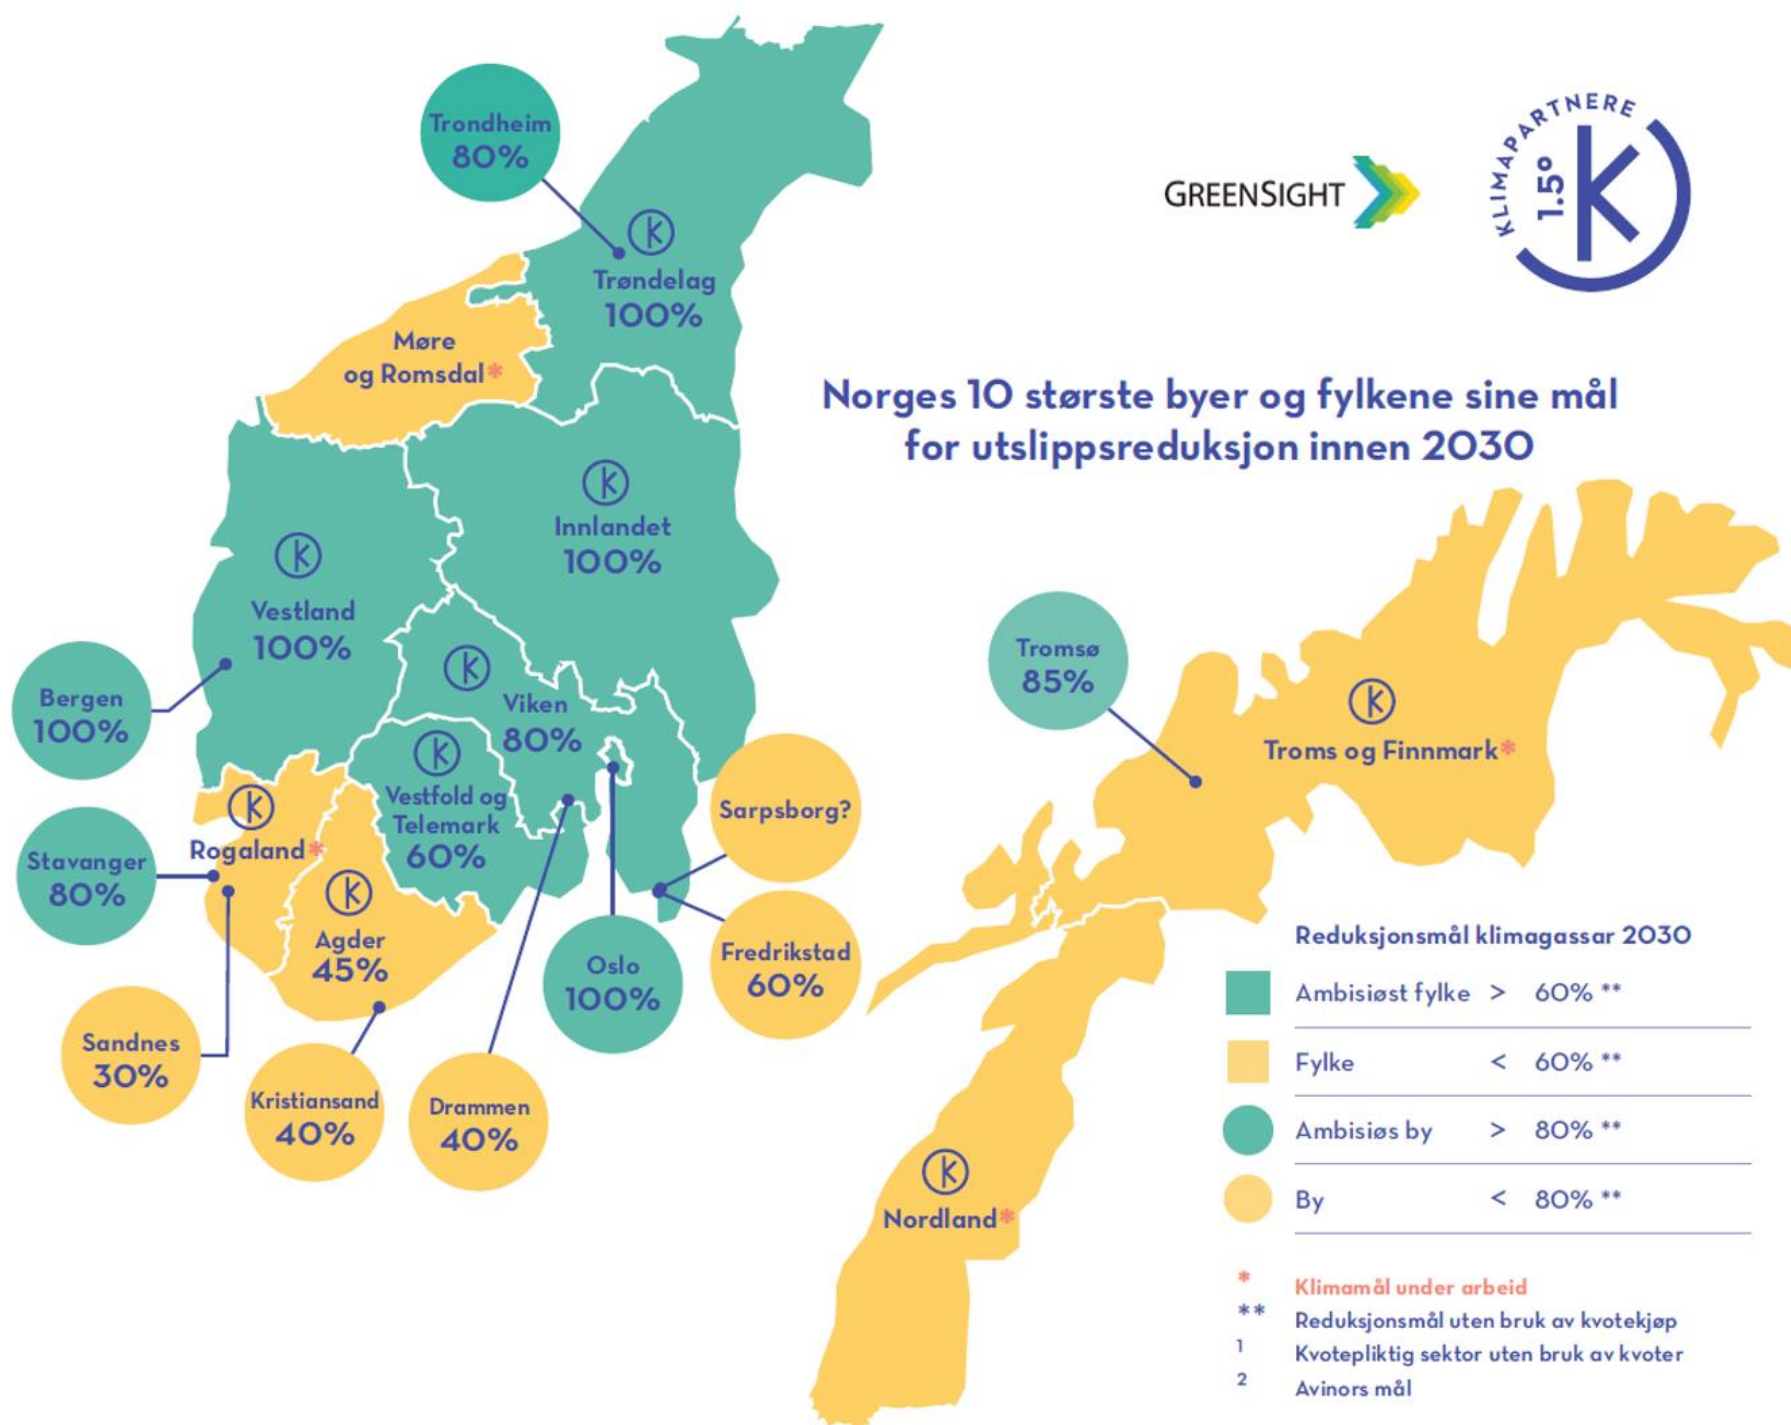 Trondheim
80%
Trøndelag
100%
Møre
og Romsdal*
GREENSIGHT
KLIMAPARTNERE
1.5°
K
Norges 10 største byer og fylkene sine mål
for utslippsreduksjon innen 2030
K
Innlandet
100%
K
Vestland
100%
Bergen
100%
K
Viken
80%
K
Vestfold og
Telemark
60%
K
Rogaland*
Stavanger
80%
K
Agder
45%
Sandnes
30%
Kristiansand
40%
Drammen
40%
Oslo
100%
Sarpsborg?
Fredrikstad
60%
Tromsø
85%
K
Troms og Finnmark*
K
Nordland*
Reduksjonsmål klimagassar 2030
Ambisiøst fylke > 60% **
Fylke < 60% **
Ambisiøs by > 80% **
By < 80% **
* Klimamål under arbeid
** Reduksjonsmål uten bruk av kvotekjøp
1 Kvotepliktig sektor uten bruk av kvoter
2 Avinors mål